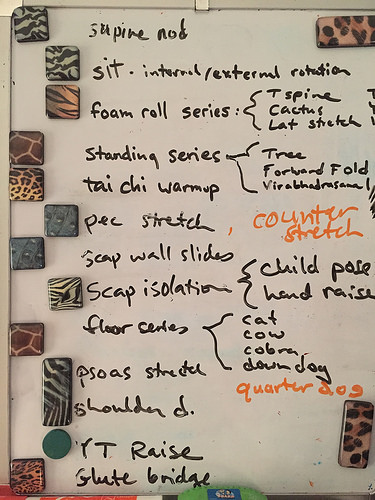 supine nod
sit - internal/external rotation
foam roll series: T spine
Cactus
Lat stretch
standing series Tree
Forward Fold
Virabhadrasana 1
tai chi warmup
pec stretch, counter
stretch
scap wall slides
scap isolation child pose
hand raise
floor series cat
cow
cobra
down dog
quarter dog
psoas stretch
shoulder d.
YT Raise
Glute bridge